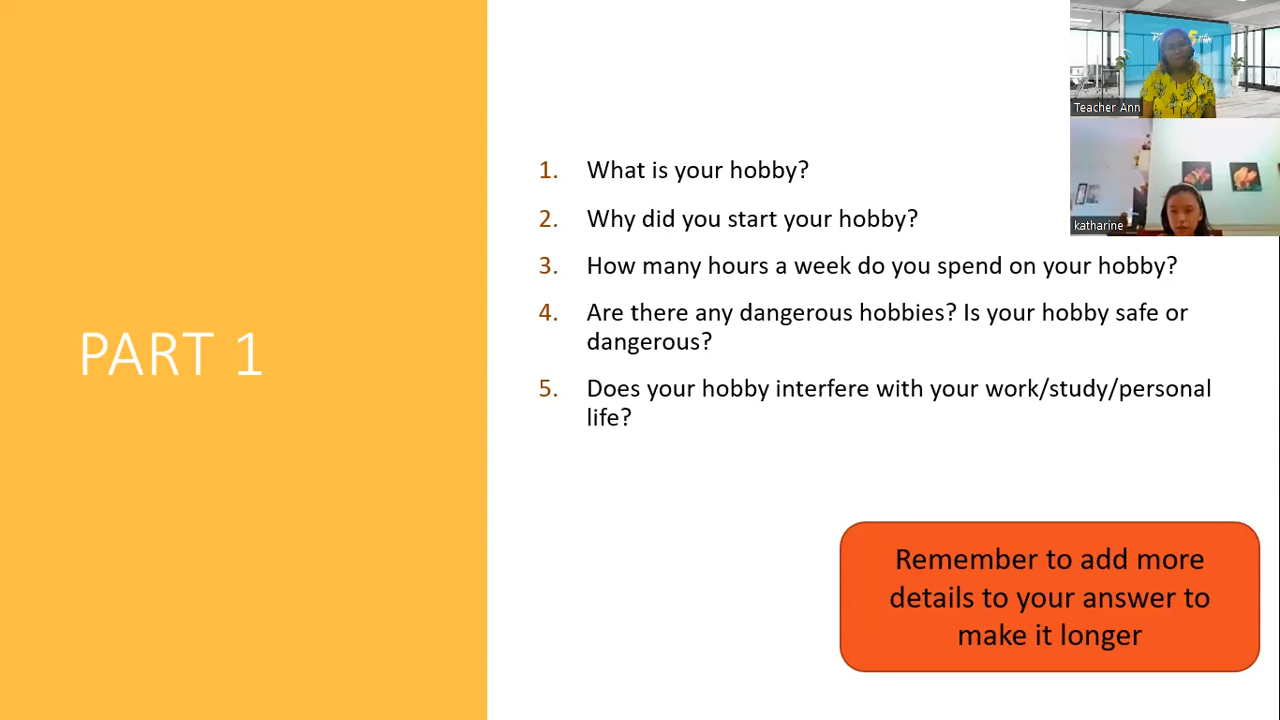 PART 1
1. What is your hobby?
2. Why did you start your hobby?
3. How many hours a week do you spend on your hobby?
4. Are there any dangerous hobbies? Is your hobby safe or
dangerous?
5. Does your hobby interfere with your work/study/personal
life?
Remember to add more
details to your answer to
make it longer
Teacher Ann
katharine